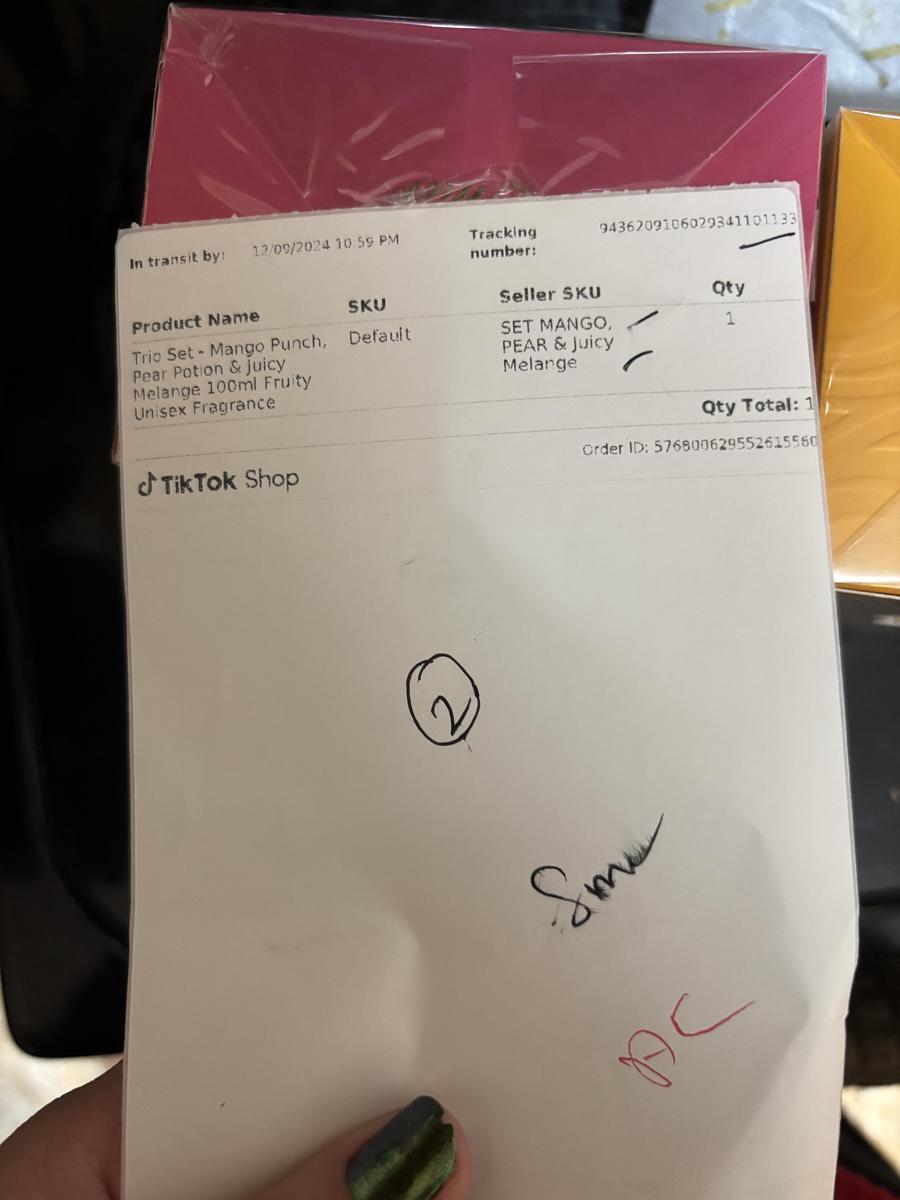 In transit by: 12/09/2024 10:59 PM Tracking number: 9436209106029341101133
Product Name SKU Seller SKU Qty
Trio Set - Mango Punch, Default SET MANGO, 1
Pear Potion & Juicy PEAR & Juicy
Melange 100ml Fruity Melange
Unisex Fragrance
Qty Total: 1
Order ID: 576800629552615560
TikTok Shop
2